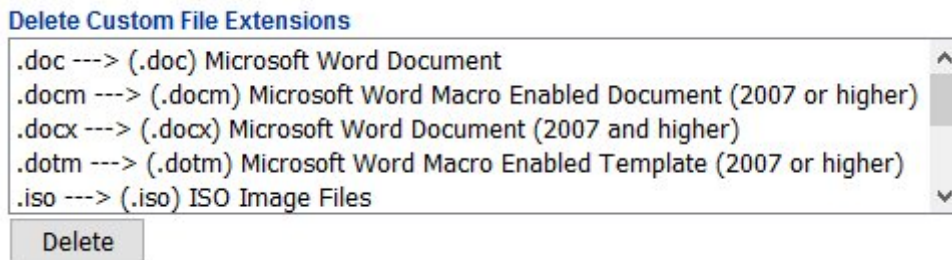 Delete Custom File Extensions
.doc ---> (.doc) Microsoft Word Document
.docm ---> (.docm) Microsoft Word Macro Enabled Document (2007 or higher)
.docx ---> (.docx) Microsoft Word Document (2007 and higher)
.dotm ---> (.dotm) Microsoft Word Macro Enabled Template (2007 or higher)
.iso ---> (.iso) ISO Image Files
Delete